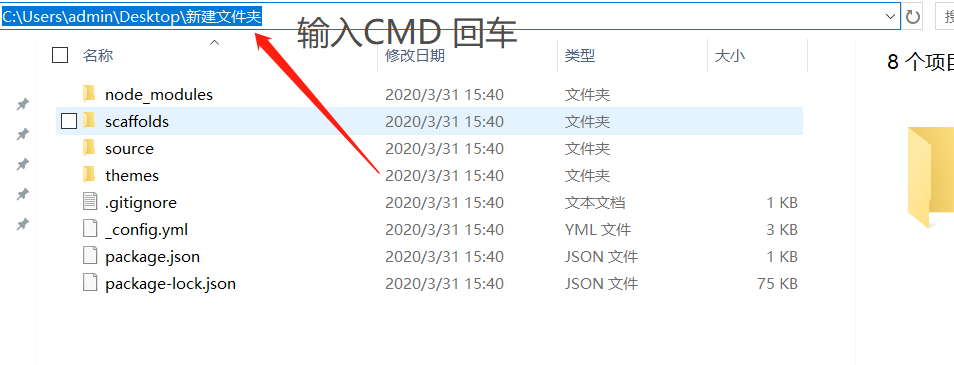 C:\Users\admin\Desktop\新建文件夹
输入CMD 回车
名称 修改日期 类型 大小
8 个项目
node_modules 2020/3/31 15:40 文件夹
scaffolds 2020/3/31 15:40 文件夹
source 2020/3/31 15:40 文件夹
themes 2020/3/31 15:40 文件夹
.gitignore 2020/3/31 15:40 文本文档 1 KB
_config.yml 2020/3/31 15:40 YML 文件 3 KB
package.json 2020/3/31 15:40 JSON 文件 1 KB
package-lock.json 2020/3/31 15:40 JSON 文件 75 KB